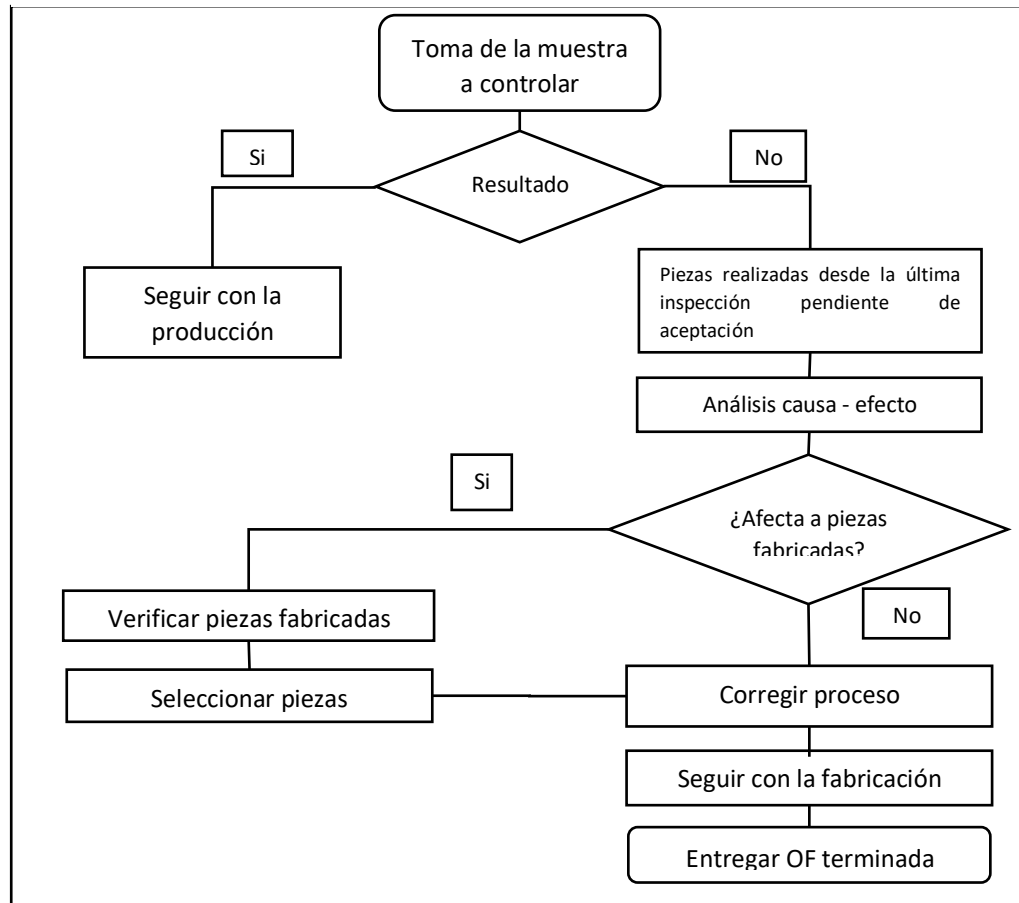 Toma de la muestra
a controlar
Si
No
Resultado
Seguir con la
producción
Piezas realizadas desde la última
inspección pendiente de
aceptación
Análisis causa - efecto
Si
¿Afecta a piezas
fabricadas?
No
Verificar piezas fabricadas
Seleccionar piezas
Corregir proceso
Seguir con la fabricación
Entregar OF terminada